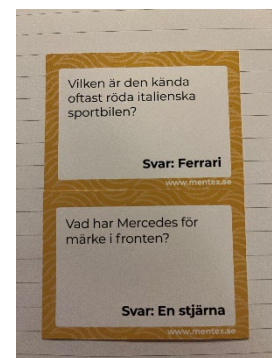 Vilken är den kända
oftast röda italienska
sportbilen?
Svar: Ferrari
www.mentex.se
Vad har Mercedes för
märke i fronten?
Svar: En stjärna
www.mentex.se